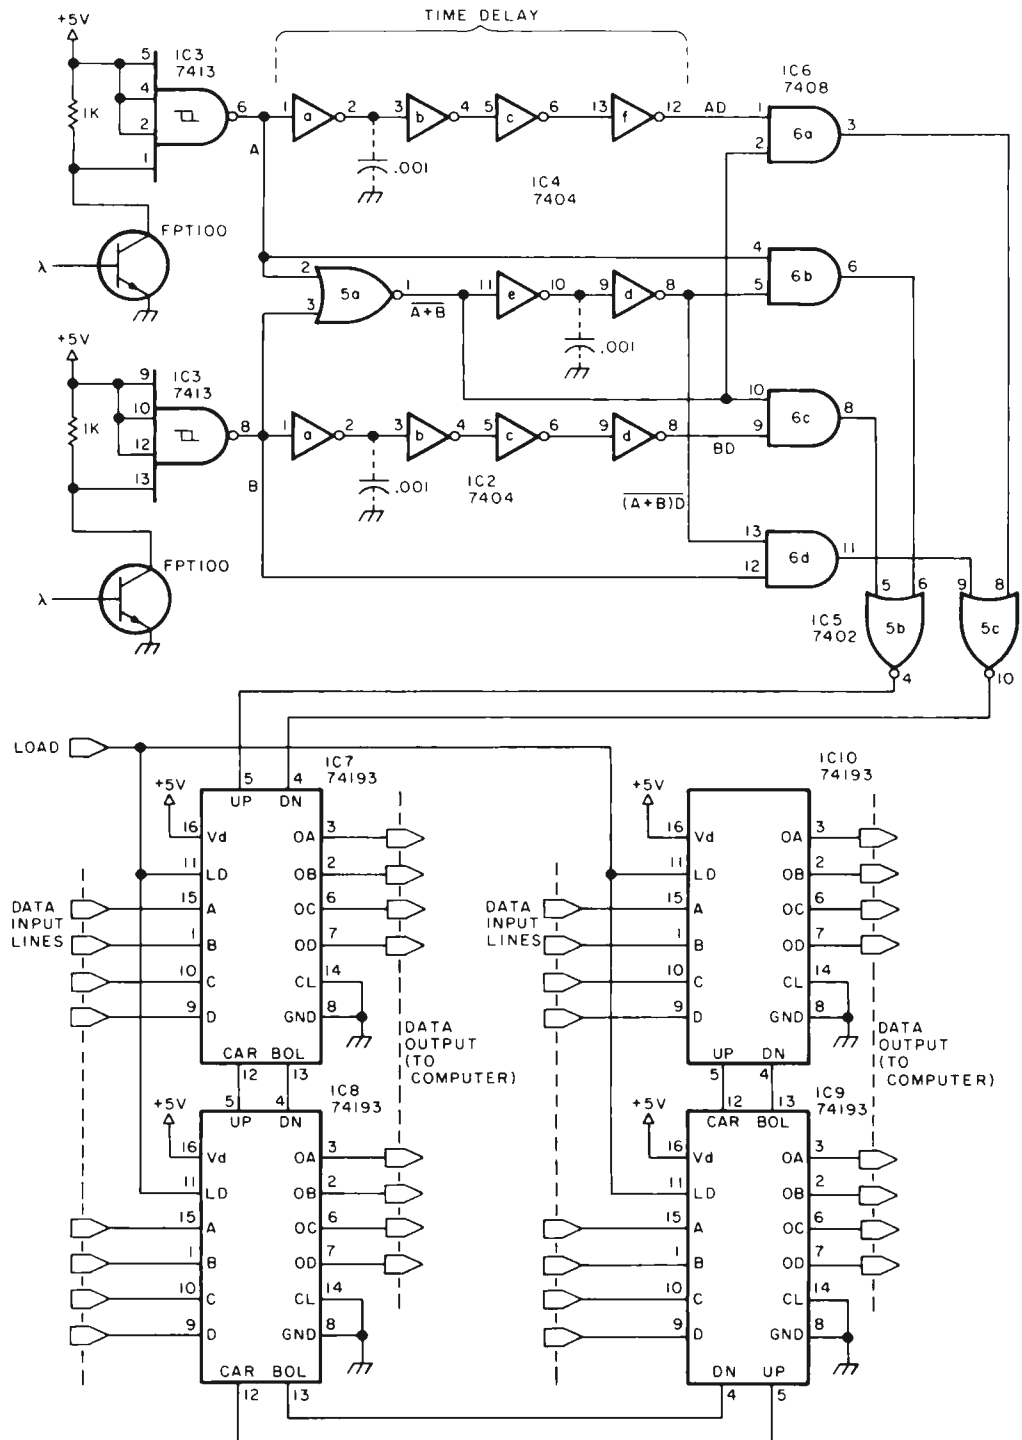 TIME DELAY
+5V
IC3
7413
5
4
2
1
6
1K
A
1 a 2
3 b 4
5 c 6
13 f 12
AD
.001
IC4
7404
IC6
7408
1
2
6a
3
FPT100
λ
2
3
5a
1
A+B
11 e 10
9 d 8
.001
4
5
6b
6
+5V
IC3
7413
9
10
12
13
8
1K
B
1 a 2
3 b 4
5 c 6
9 d 8
BD
.001
IC2
7404
(A+B)D
10
9
6c
8
13
12
6d
11
FPT100
λ
IC5
7402
5 6
5b
4
9 8
5c
10
LOAD
IC7
74193
+5V
5 4
UP DN
16 Vd OA 3
11 LD OB 2
15 A OC 6
1 B OD 7
10 C CL 14
9 D GND 8
CAR BOL
12 13
DATA
INPUT
LINES
DATA
OUTPUT
(TO
COMPUTER)
IC8
74193
+5V
5 4
UP DN
16 Vd OA 3
11 LD OB 2
15 A OC 6
1 B OD 7
10 C CL 14
9 D GND 8
CAR BOL
12 13
IC10
74193
+5V
16 Vd OA 3
11 LD OB 2
15 A OC 6
1 B OD 7
10 C CL 14
9 D GND 8
UP DN
5 4
DATA
INPUT
LINES
DATA
OUTPUT
(TO
COMPUTER)
IC9
74193
+5V
12 13
CAR BOL
16 Vd OA 3
11 LD OB 2
15 A OC 6
1 B OD 7
10 C CL 14
9 D GND 8
DN UP
4 5